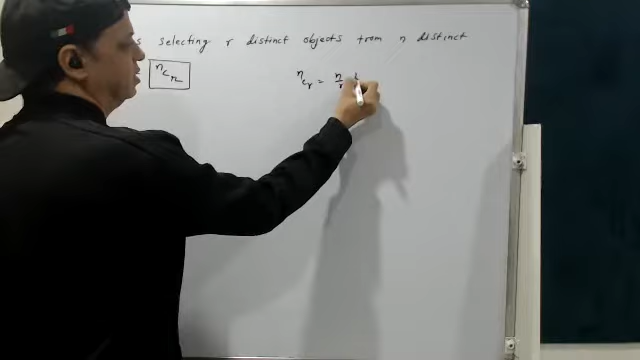 selecting r distinct objects from n distinct
ⁿCᵣ
ⁿCᵣ = n/r